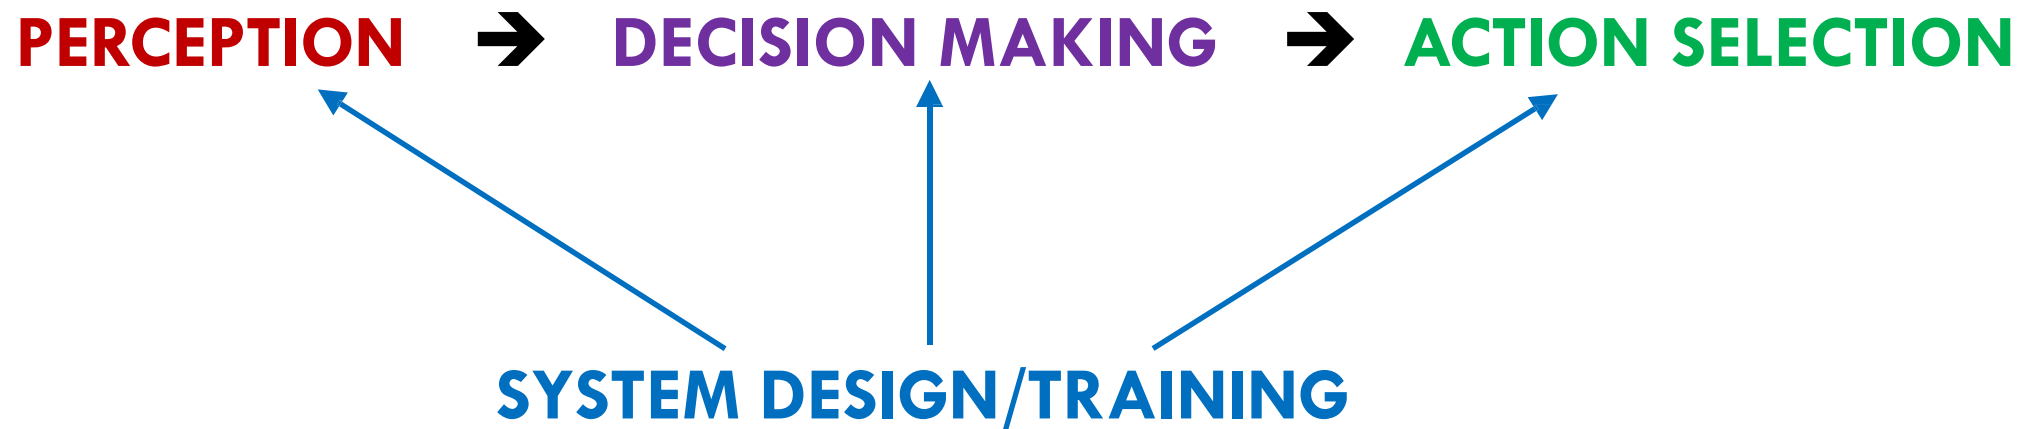 PERCEPTION → DECISION MAKING → ACTION SELECTION
SYSTEM DESIGN/TRAINING